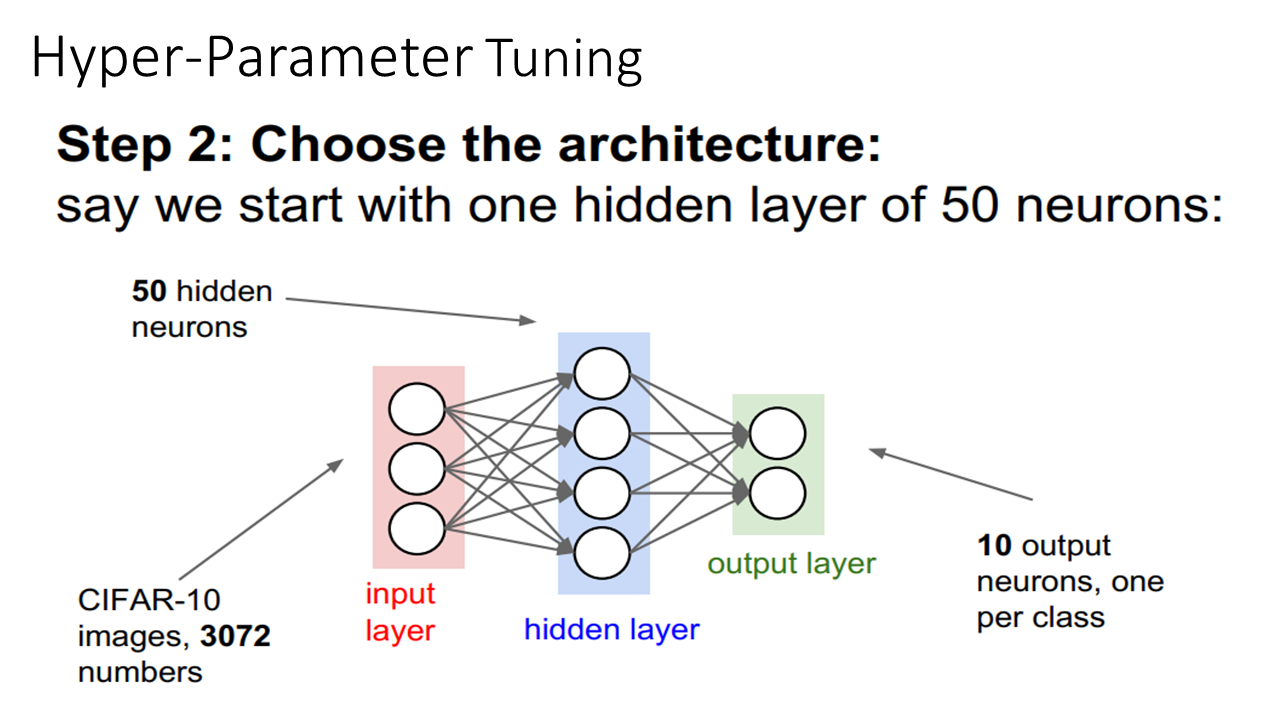 Hyper-Parameter Tuning
Step 2: Choose the architecture:
say we start with one hidden layer of 50 neurons:
50 hidden
neurons
CIFAR-10
images, 3072
numbers
input
layer
hidden layer
output layer
10 output
neurons, one
per class